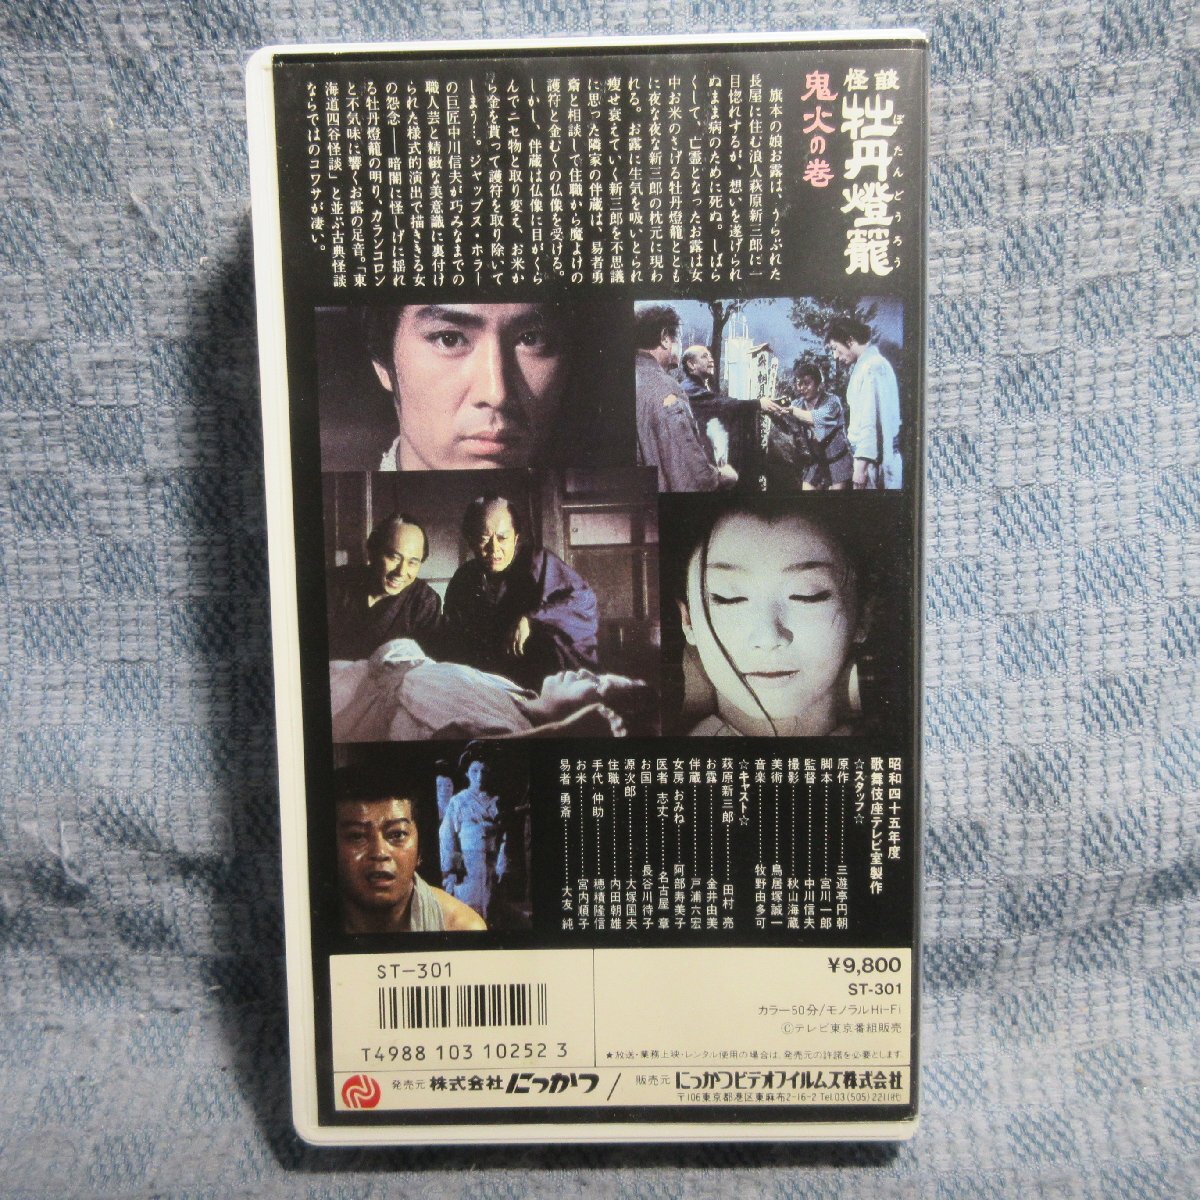 怪談
牡丹燈籠
ぼたんどうろう
鬼火の巻
旗本の娘お露は、うらぶれた
長屋に住む浪人萩原新三郎に一
目惚れするが、想いを遂げられ
ぬまま病のために死ぬ。しばら
くして、亡霊となったお露は女
中お米のさげる牡丹燈籠ととも
に夜な夜な新三郎の枕元に現わ
れる。お露に生気を吸いとられ
痩せ衰えていく新三郎を不思議
に思った隣家の伴蔵は、易者勇
斎と相談して住職から魔よけの
護符と金むくの仏像を受ける。
しかし、伴蔵は仏像に目がくら
んでニセ物と取り変え、お米か
ら金を貰って護符を取り除いて
しまう…。ジャップス・ホラー
の巨匠中川信夫が巧みなまでの
職人芸と精緻な美意識に裏付け
られた様式的演出で描ききる女
の怨念――暗闇に怪しげに揺れ
る牡丹燈籠の明り、カランコロン
と不気味に響くお露の足音。「東
海道四谷怪談」と並ぶ古典怪談
ならではのコワサが凄い。
昭和四十五年度
歌舞伎座テレビ室製作
☆スタッフ☆
原作…………三遊亭円朝
脚本…………宮川一郎
監督…………中川信夫
撮影…………秋山海蔵
美術…………鳥居塚誠一
音楽…………牧野由多可
☆キャスト☆
萩原新三郎…………田村 亮
お露…………金井由美
伴蔵…………戸浦六宏
女房 おみね…………阿部寿美子
医者 志丈…………名古屋 章
お国…………長谷川待子
源次郎…………大塚国夫
住職…………内田朝雄
手代 仲助…………穂積隆信
お米…………宮内順子
易者 勇斎…………大友 純
ST-301
T4988 103 10252 3
¥9,800
ST-301
カラー50分/モノラルHi-Fi
©テレビ東京番組販売
★放送・業務上映・レンタル使用の場合は、発売元の許諾を必要とします。
発売元 株式会社にっかつ/販売元 にっかつビデオフイルムズ株式会社
〒106東京都港区東麻布2-16-2 Tel.03(505)2211㈹